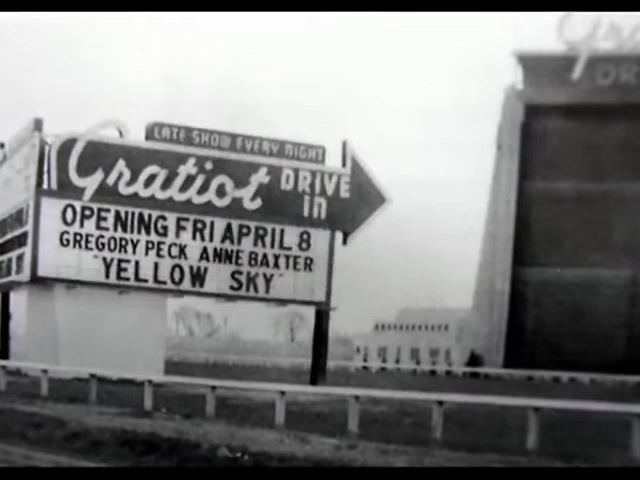 LATE SHOW EVERY NIGHT
Gratiot DRIVE IN
OPENING FRI APRIL 8
GREGORY PECK ANNE BAXTER
"YELLOW SKY"